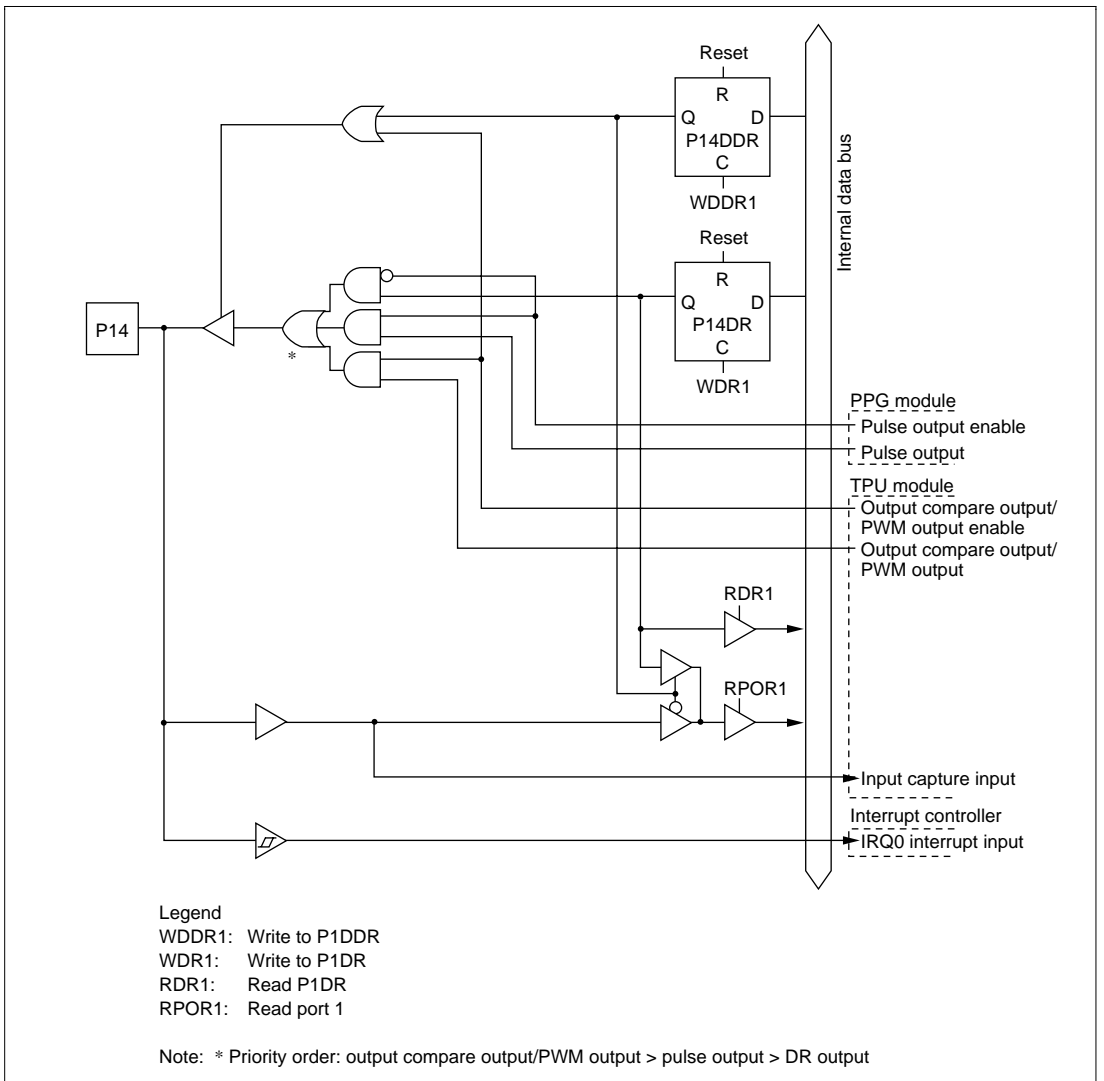 Reset
R
Q D
P14DDR
C
WDDR1
Internal data bus
Reset
R
Q D
P14DR
C
WDR1
P14
*
PPG module
Pulse output enable
Pulse output
TPU module
Output compare output/
PWM output enable
Output compare output/
PWM output
RDR1
RPOR1
Input capture input
Interrupt controller
IRQ0 interrupt input
Legend
WDDR1: Write to P1DDR
WDR1: Write to P1DR
RDR1: Read P1DR
RPOR1: Read port 1
Note: * Priority order: output compare output/PWM output > pulse output > DR output